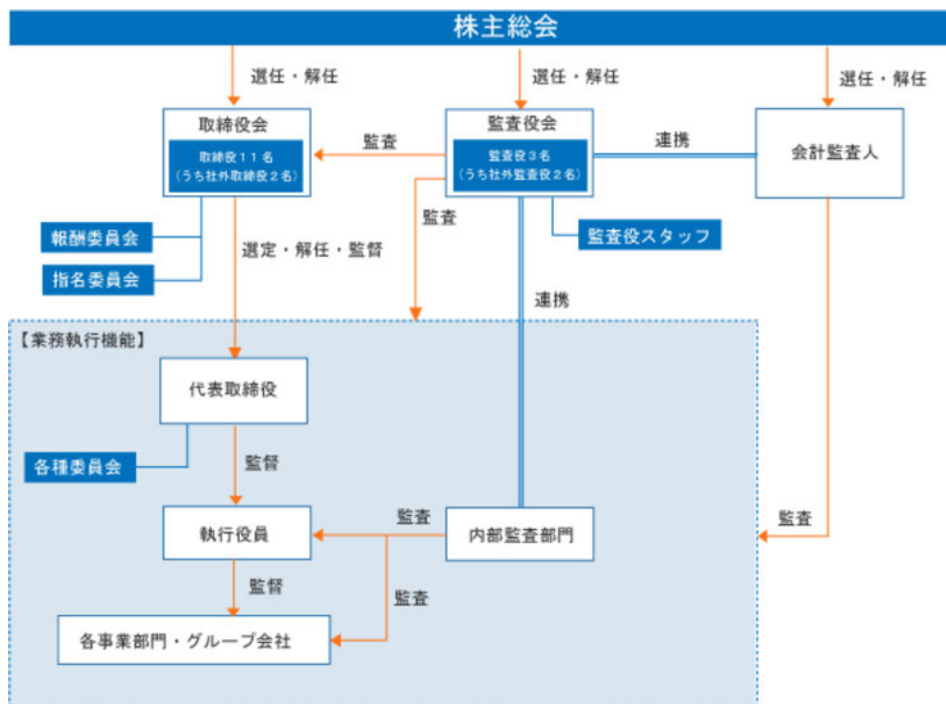 株主総会
選任・解任
選任・解任
選任・解任
取締役会
取締役11名
(うち社外取締役2名)
監査
監査役会
監査役3名
(うち社外監査役2名)
連携
会計監査人
報酬委員会
指名委員会
選定・解任・監督
監査
監査役スタッフ
連携
【業務執行機能】
代表取締役
各種委員会
監督
執行役員
監査
内部監査部門
監査
監督
監査
各事業部門・グループ会社